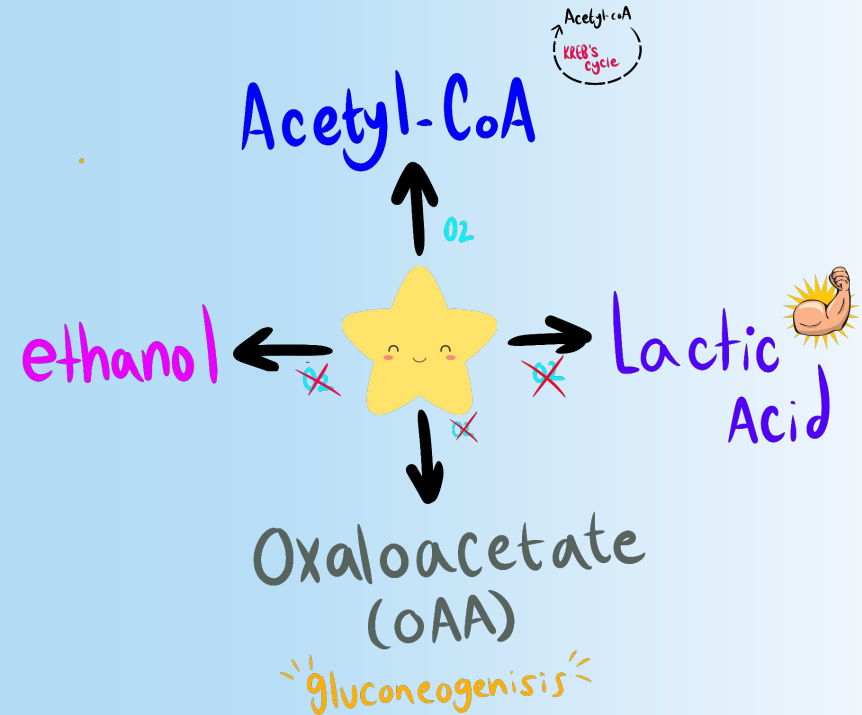 Acetyl-CoA
KREB's
cycle
Acetyl-CoA
O2
ethanol
O2
O2
Lactic
Acid
O2
Oxaloacetate
(OAA)
gluconeogenisis